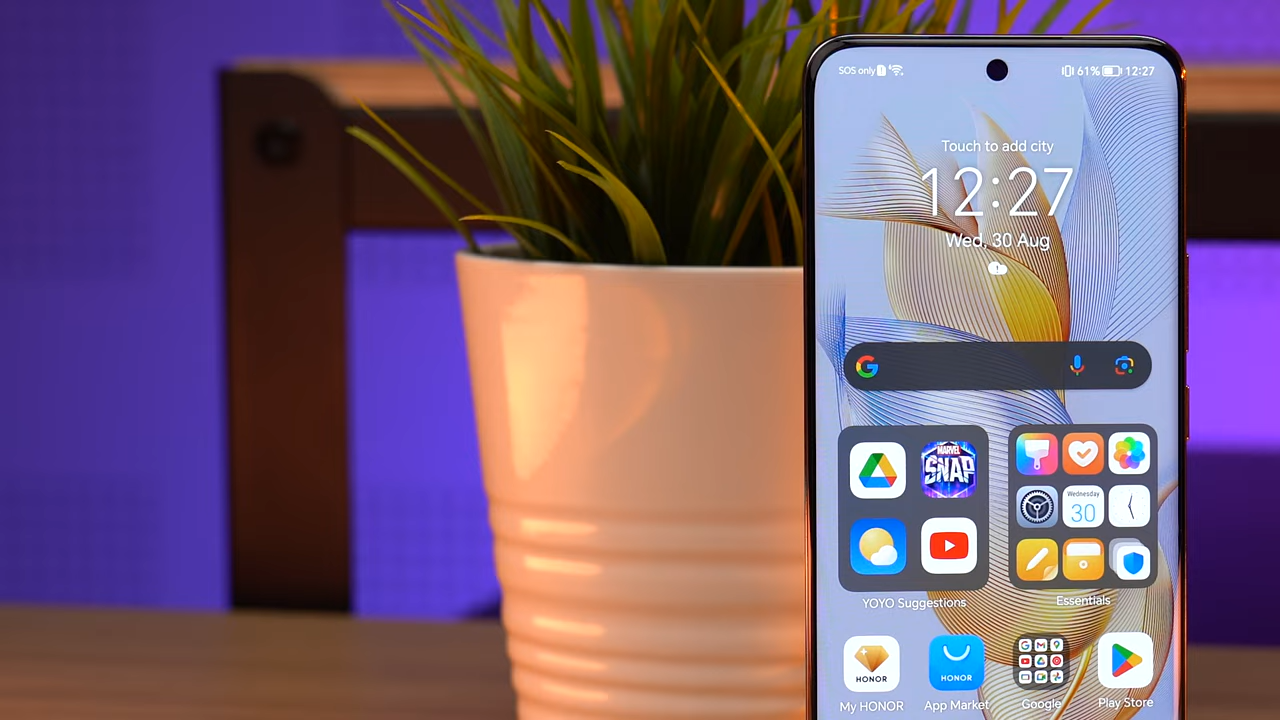 SOS only
61% 12:27
Touch to add city
12:27
Wed, 30 Aug
MARVEL
SNAP
Wednesday
30
YOYO Suggestions
Essentials
HONOR
HONOR
My HONOR
App Market
Google
Play Store